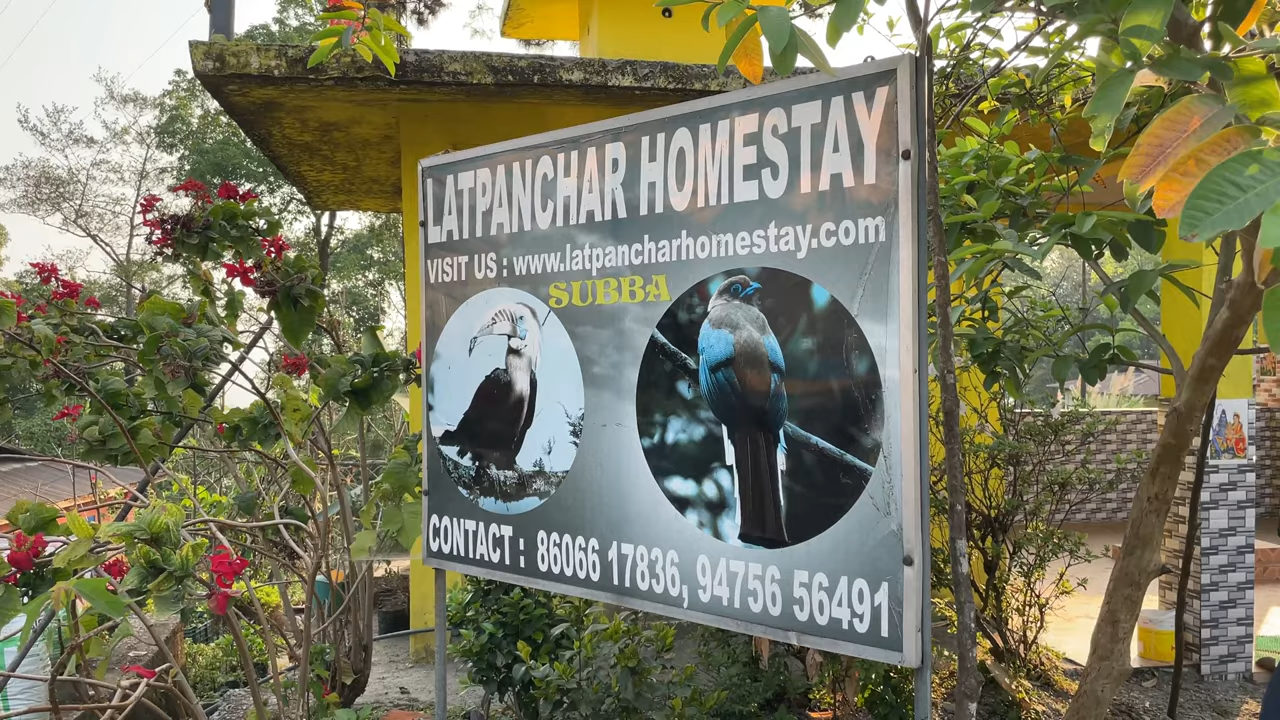 LATPANCHAR HOMESTAY
VISIT US : www.latpancharhomestay.com
SUBBA
CONTACT : 86066 17836, 94756 56491